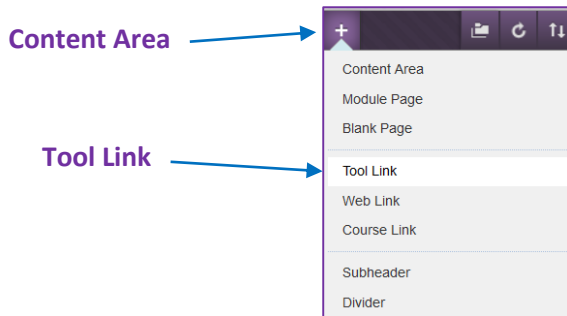 Content Area
+
Content Area
Module Page
Blank Page
Tool Link
Tool Link
Web Link
Course Link
Subheader
Divider